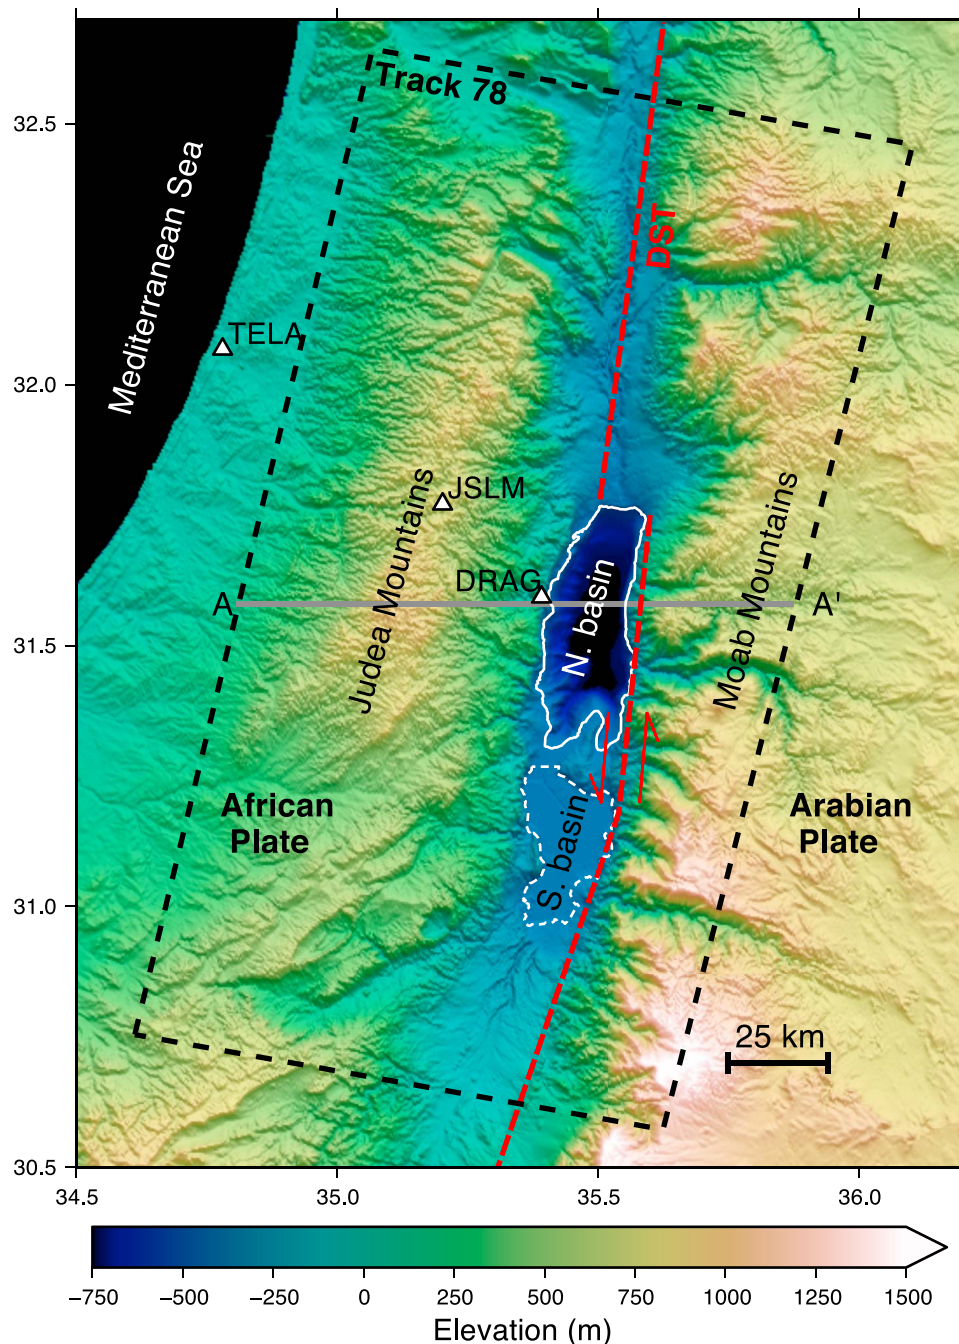 Track 78
32.5
Mediterranean Sea
DST
TELA
32.0
JSLM
Judea Mountains
Moab Mountains
DRAG
N. basin
A
A'
31.5
African
Plate
S. basin
Arabian
Plate
31.0
25 km
30.5
34.5
35.0
35.5
36.0
−750
−500
−250
0
250
500
750
1000
1250
1500
Elevation (m)